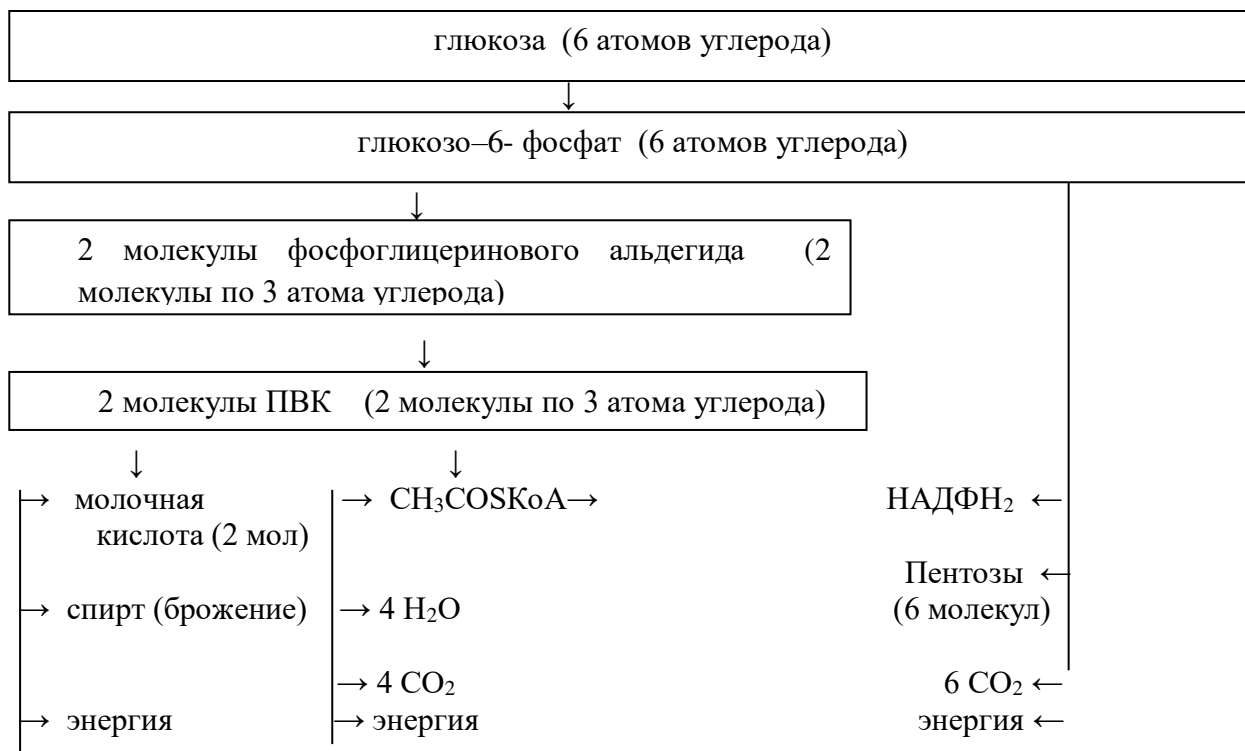 глюкоза (6 атомов углерода)
↓
глюкозо–6- фосфат (6 атомов углерода)
↓
2 молекулы фосфоглицеринового альдегида (2
молекулы по 3 атома углерода)
↓
2 молекулы ПВК (2 молекулы по 3 атома углерода)
↓ ↓
→ молочная → CH₃COSKoA→ НАДФН₂ ←
кислота (2 мол)
Пентозы ←
→ спирт (брожение) → 4 H₂O (6 молекул)
→ 4 CO₂ 6 CO₂ ←
→ энергия → энергия энергия ←